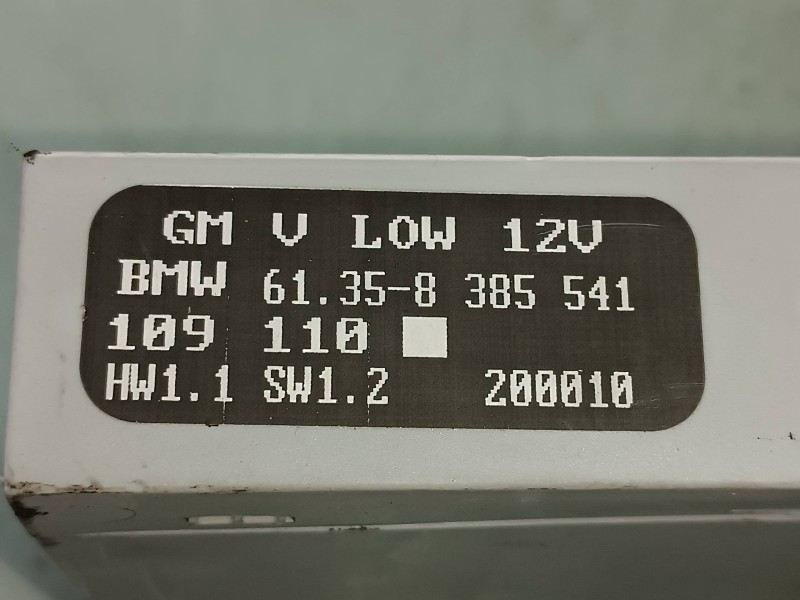 GM V LOW 12V
BMW 61.35-8 385 541
109 110
HW1.1 SW1.2 200010